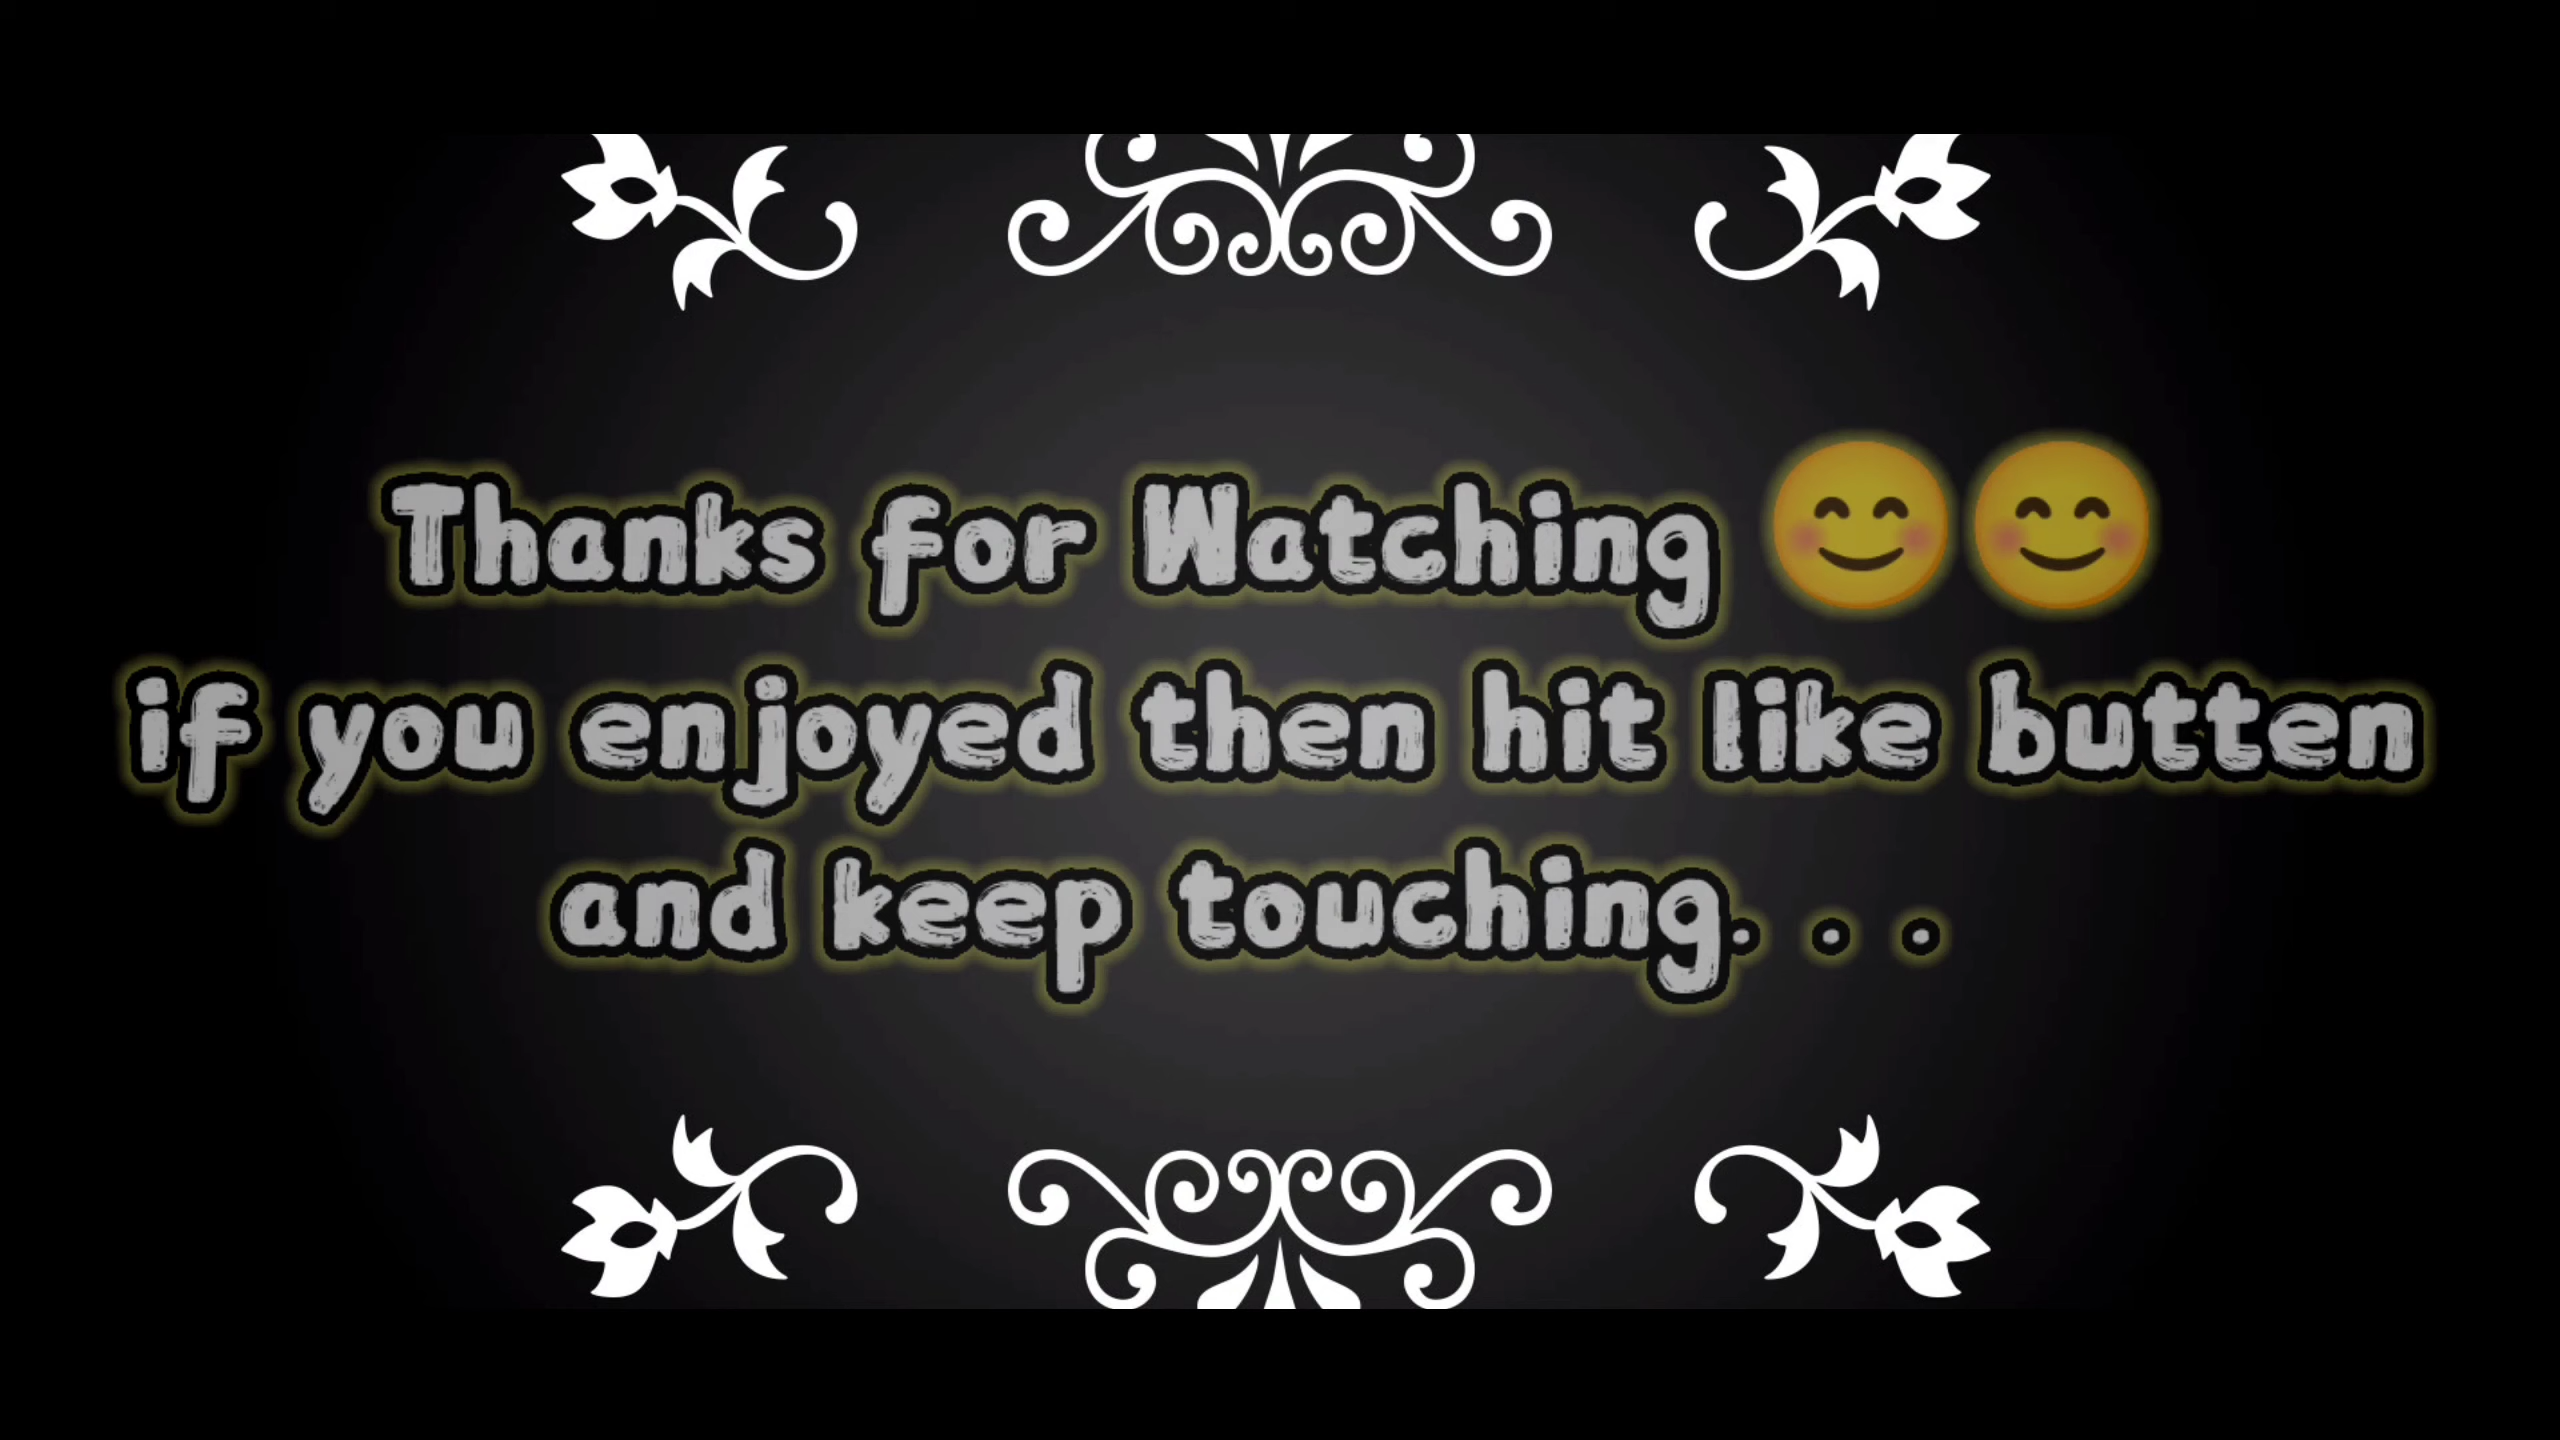 Thanks for Watching 😊😊
if you enjoyed then hit like butten
and keep touching. . .